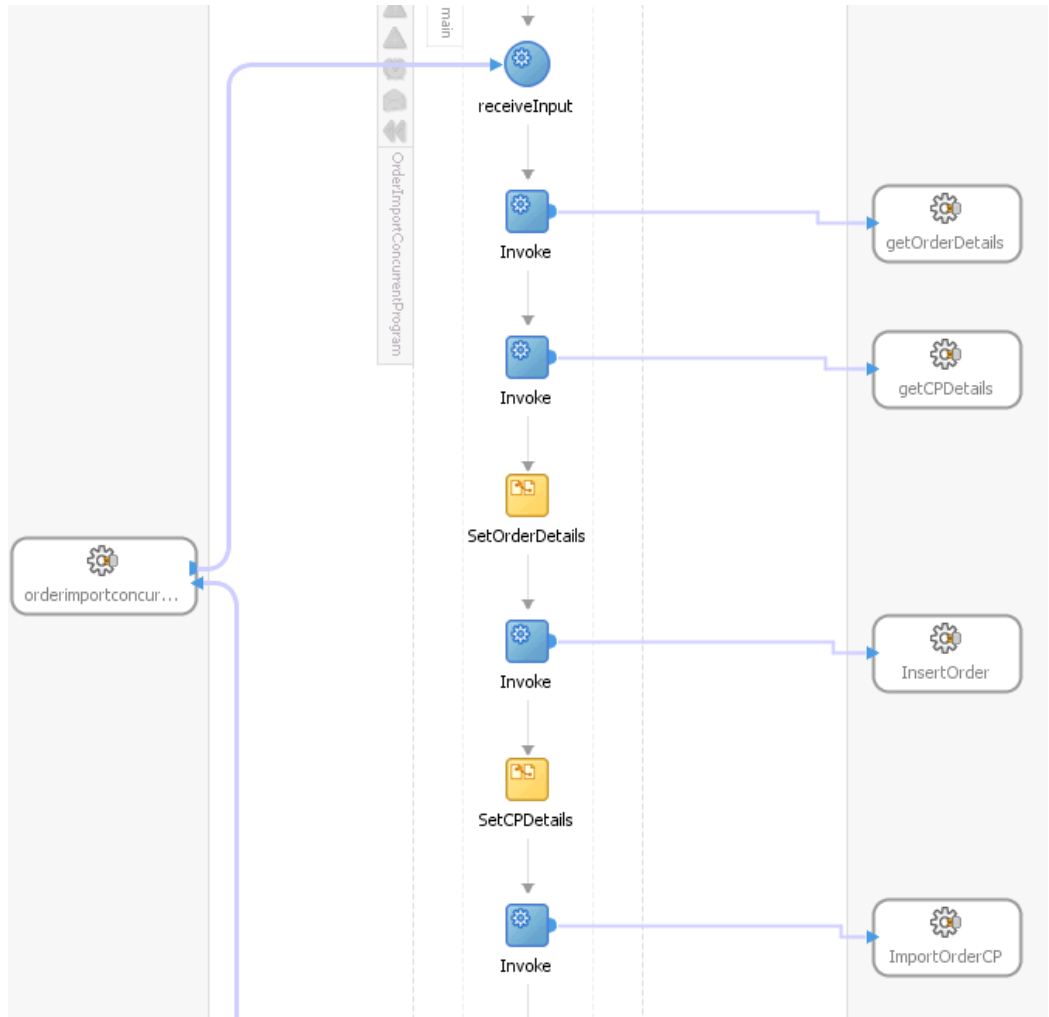 main
receiveInput
OrderImportConcurrentProgram
Invoke
getOrderDetails
Invoke
getCPDetails
SetOrderDetails
orderimportconcur...
Invoke
InsertOrder
SetCPDetails
Invoke
ImportOrderCP